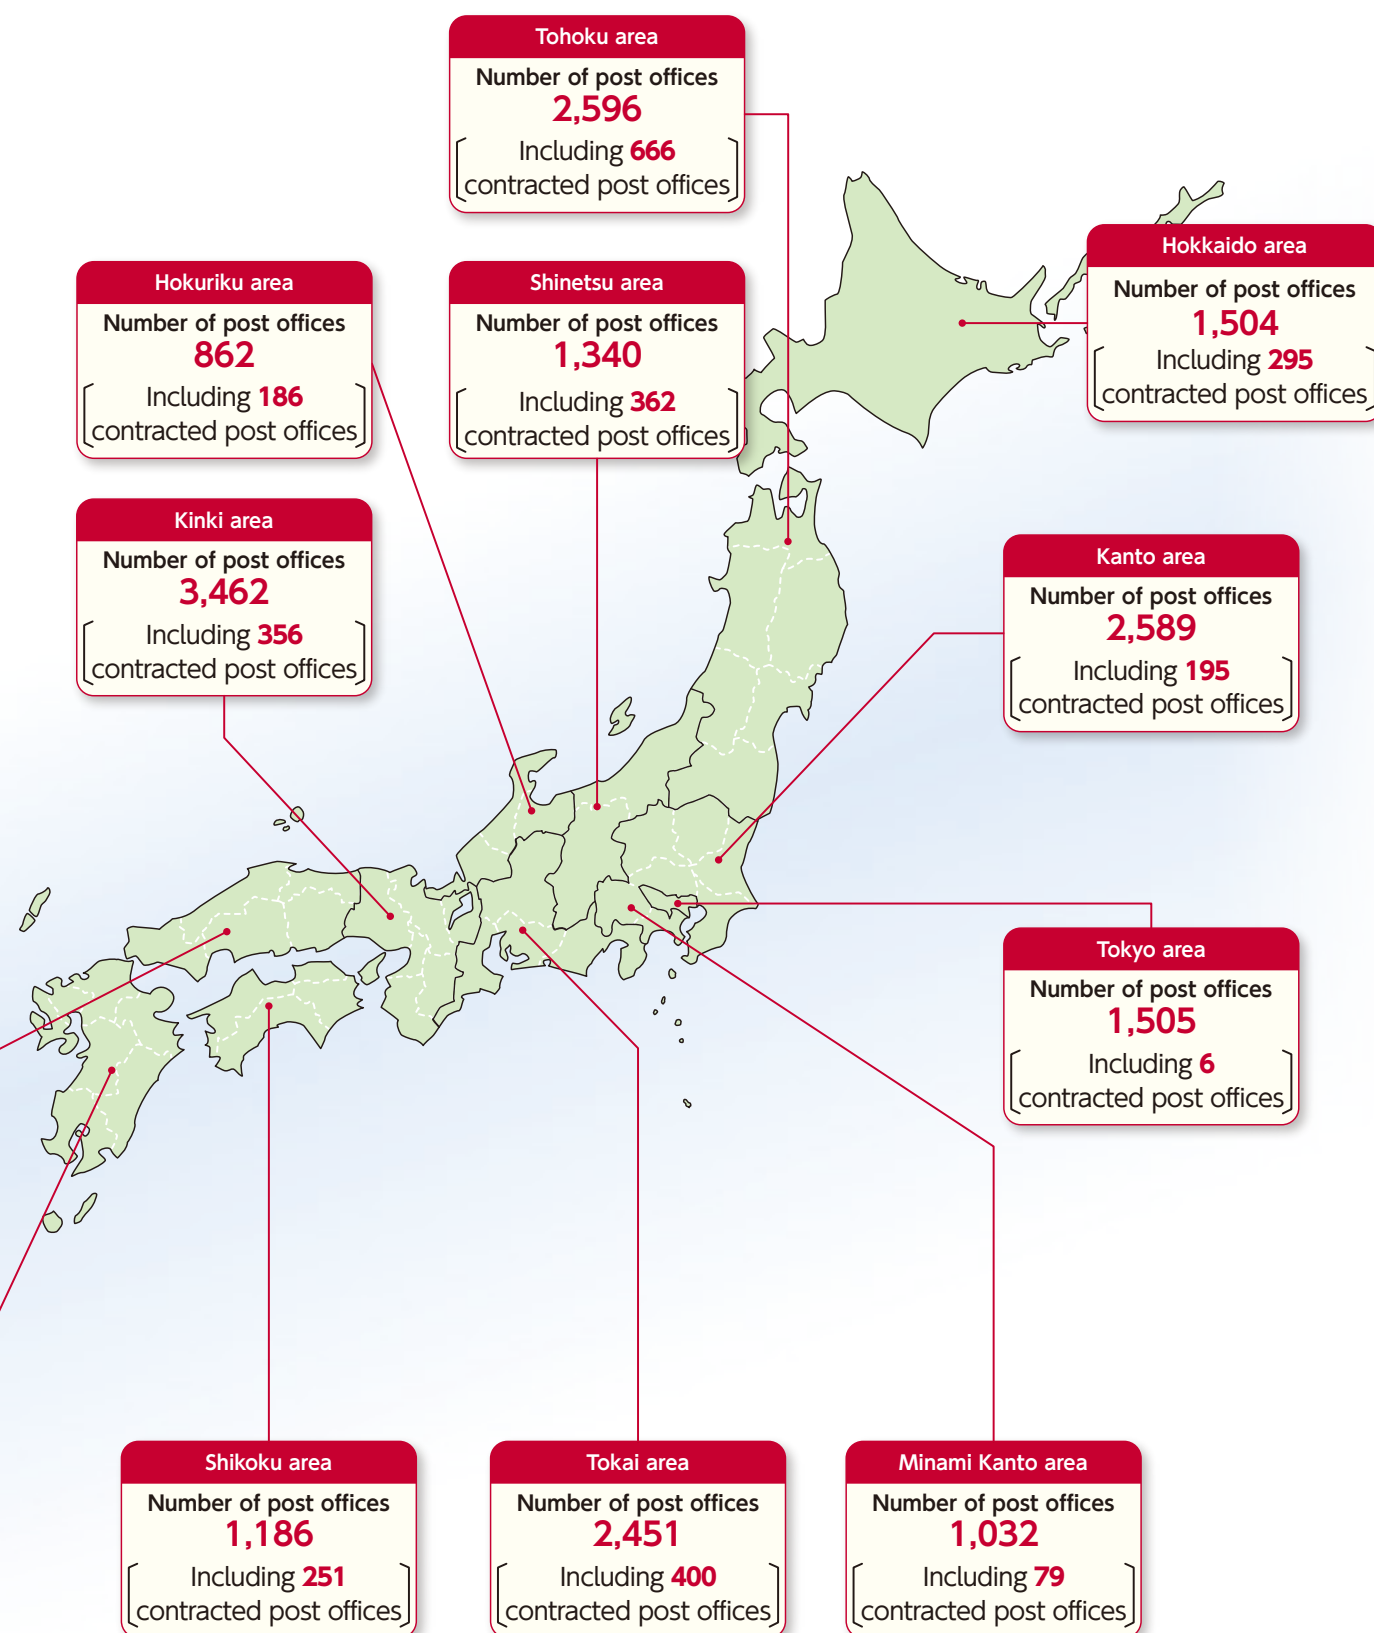 Tohoku area
Number of post offices
2,596
Including 666
contracted post offices
Hokkaido area
Number of post offices
1,504
Including 295
contracted post offices
Hokuriku area
Number of post offices
862
Including 186
contracted post offices
Shinetsu area
Number of post offices
1,340
Including 362
contracted post offices
Kinki area
Number of post offices
3,462
Including 356
contracted post offices
Kanto area
Number of post offices
2,589
Including 195
contracted post offices
Tokyo area
Number of post offices
1,505
Including 6
contracted post offices
Shikoku area
Number of post offices
1,186
Including 251
contracted post offices
Tokai area
Number of post offices
2,451
Including 400
contracted post offices
Minami Kanto area
Number of post offices
1,032
Including 79
contracted post offices